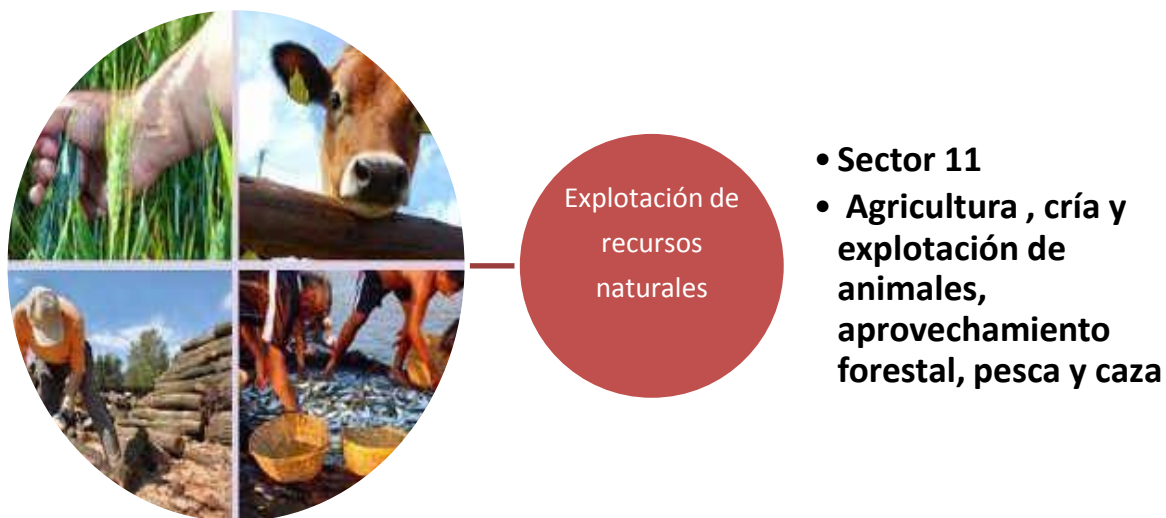 Explotación de
recursos
naturales
• Sector 11
• Agricultura , cría y
explotación de
animales,
aprovechamiento
forestal, pesca y caza